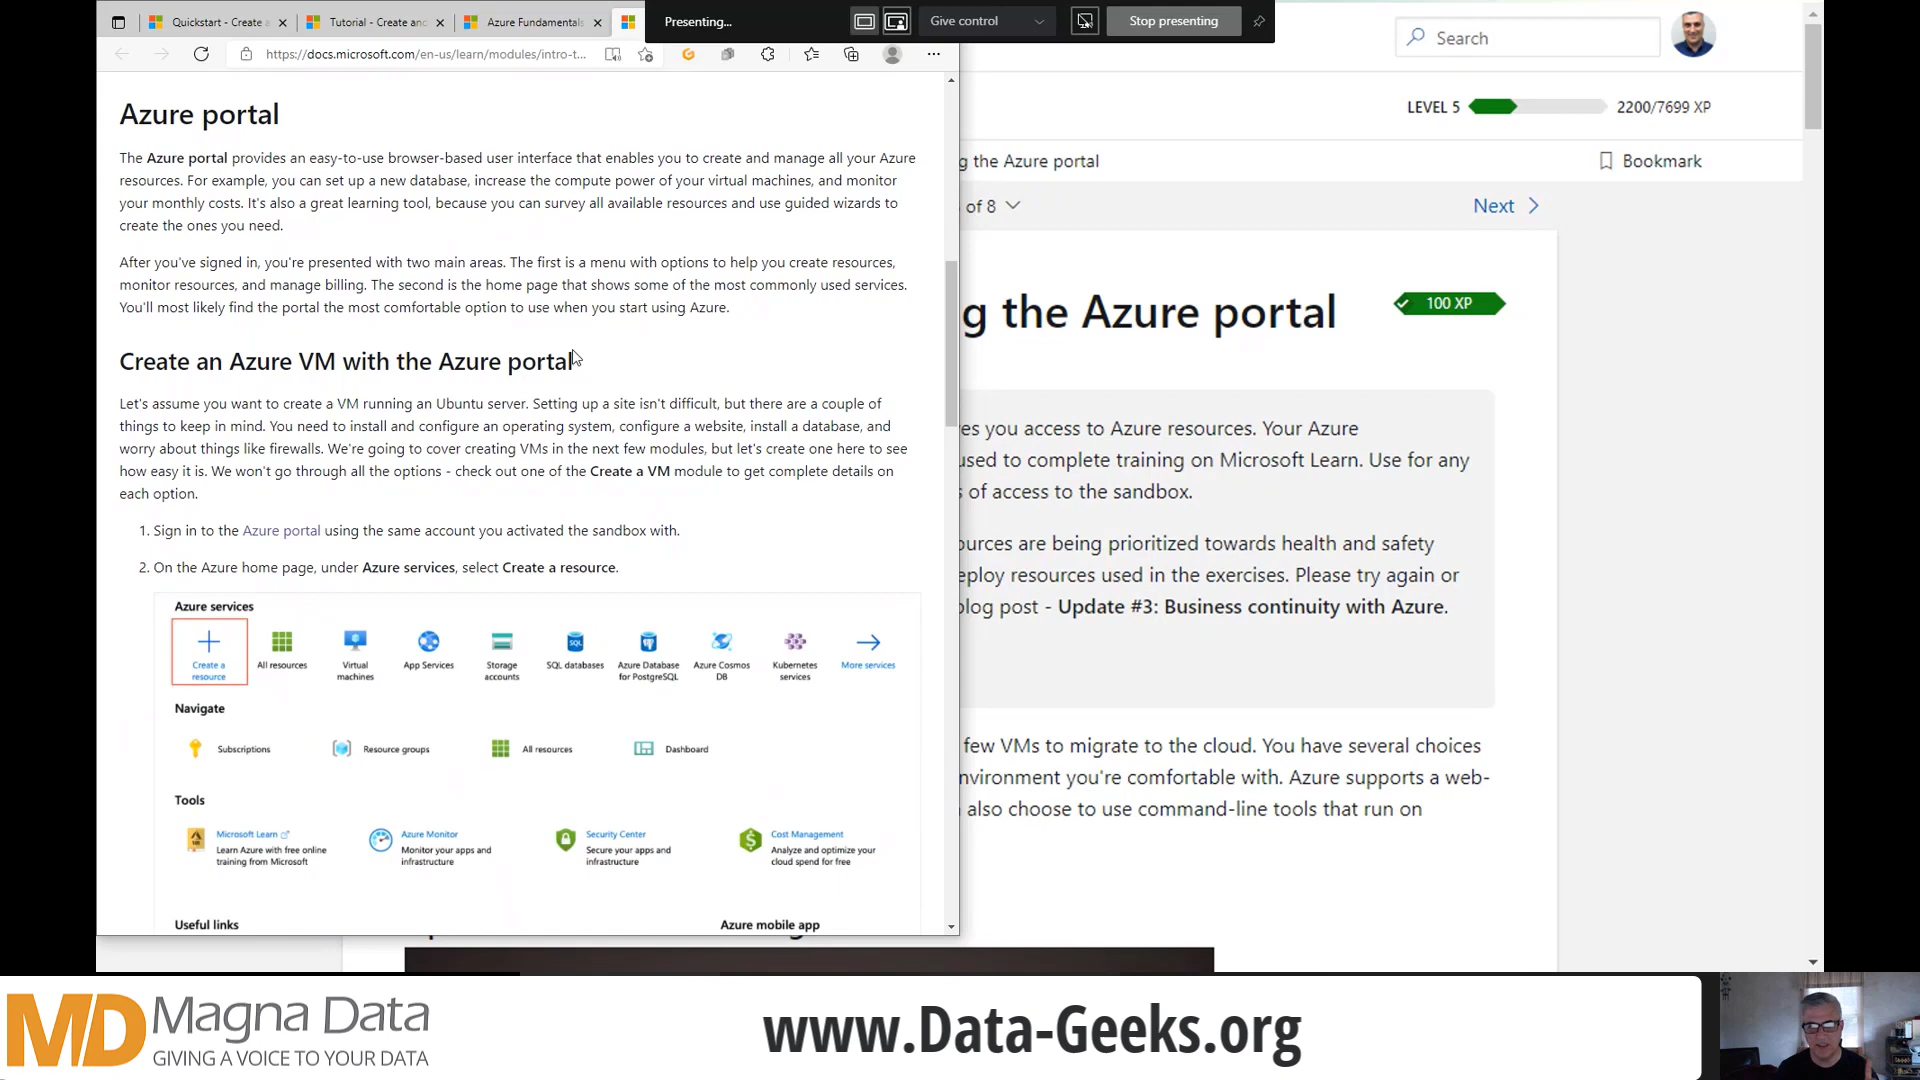 Quickstart - Create a
Tutorial - Create and
Azure Fundamentals
Presenting...
Give control
Stop presenting
https://docs.microsoft.com/en-us/learn/modules/intro-t...
Azure portal
The Azure portal provides an easy-to-use browser-based user interface that enables you to create and manage all your Azure
resources. For example, you can set up a new database, increase the compute power of your virtual machines, and monitor
your monthly costs. It's also a great learning tool, because you can survey all available resources and use guided wizards to
create the ones you need.
After you've signed in, you're presented with two main areas. The first is a menu with options to help you create resources,
monitor resources, and manage billing. The second is the home page that shows some of the most commonly used services.
You'll most likely find the portal the most comfortable option to use when you start using Azure.
Create an Azure VM with the Azure portal
Let's assume you want to create a VM running an Ubuntu server. Setting up a site isn't difficult, but there are a couple of
things to keep in mind. You need to install and configure an operating system, configure a website, install a database, and
worry about things like firewalls. We're going to cover creating VMs in the next few modules, but let's create one here to see
how easy it is. We won't go through all the options - check out one of the Create a VM module to get complete details on
each option.
1. Sign in to the Azure portal using the same account you activated the sandbox with.
2. On the Azure home page, under Azure services, select Create a resource.
Azure services
Create a resource
All resources
Virtual machines
App Services
Storage accounts
SQL databases
Azure Database for PostgreSQL
Azure Cosmos DB
Kubernetes services
More services
Navigate
Subscriptions
Resource groups
All resources
Dashboard
Tools
Microsoft Learn
Learn Azure with free online
training from Microsoft
Azure Monitor
Monitor your apps and
infrastructure
Security Center
Secure your apps and
infrastructure
Cost Management
Analyze and optimize your
cloud spend for free
Useful links
Azure mobile app
Search
LEVEL 5
2200/7699 XP
g the Azure portal
Bookmark
of 8
Next
g the Azure portal
100 XP
es you access to Azure resources. Your Azure
used to complete training on Microsoft Learn. Use for any
s of access to the sandbox.
ources are being prioritized towards health and safety
eploy resources used in the exercises. Please try again or
blog post - Update #3: Business continuity with Azure.
few VMs to migrate to the cloud. You have several choices
nvironment you're comfortable with. Azure supports a web-
also choose to use command-line tools that run on
MD Magna Data
GIVING A VOICE TO YOUR DATA
www.Data-Geeks.org